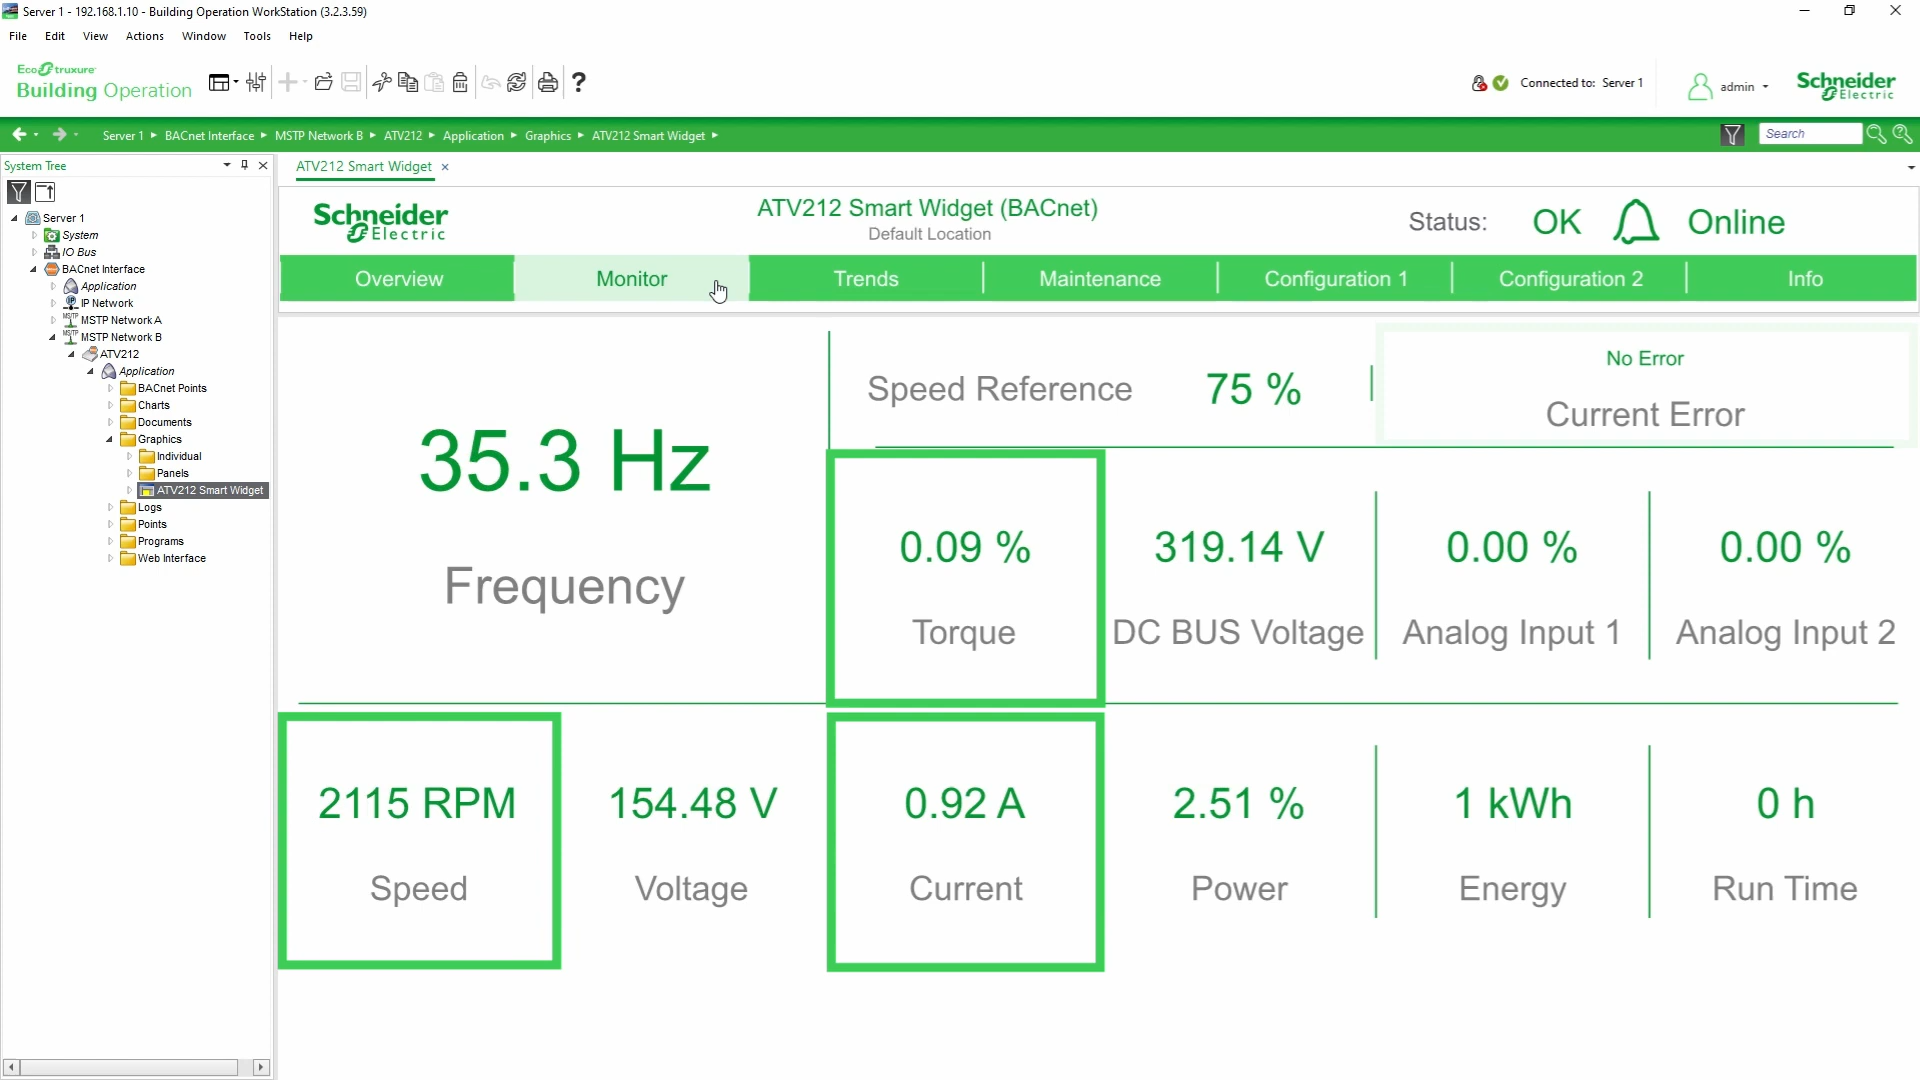 Server 1 - 192.168.1.10 - Building Operation WorkStation (3.2.3.59)
File Edit View Actions Window Tools Help
EcoStruxure
Building Operation
Connected to: Server 1
admin
Schneider Electric
Server 1 BACnet Interface MSTP Network B ATV212 Application Graphics ATV212 Smart Widget
Search
System Tree
Server 1
System
IO Bus
BACnet Interface
Application
IP Network
MSTP Network A
MSTP Network B
ATV212
Application
BACnet Points
Charts
Documents
Graphics
Individual
Panels
ATV212 Smart Widget
Logs
Points
Programs
Web Interface
ATV212 Smart Widget
Schneider Electric
ATV212 Smart Widget (BACnet)
Default Location
Status: OK Online
Overview Monitor Trends Maintenance Configuration 1 Configuration 2 Info
35.3 Hz
Frequency
Speed Reference 75 %
No Error
Current Error
0.09 % 319.14 V 0.00 % 0.00 %
Torque DC BUS Voltage Analog Input 1 Analog Input 2
2115 RPM 154.48 V 0.92 A 2.51 % 1 kWh 0 h
Speed Voltage Current Power Energy Run Time